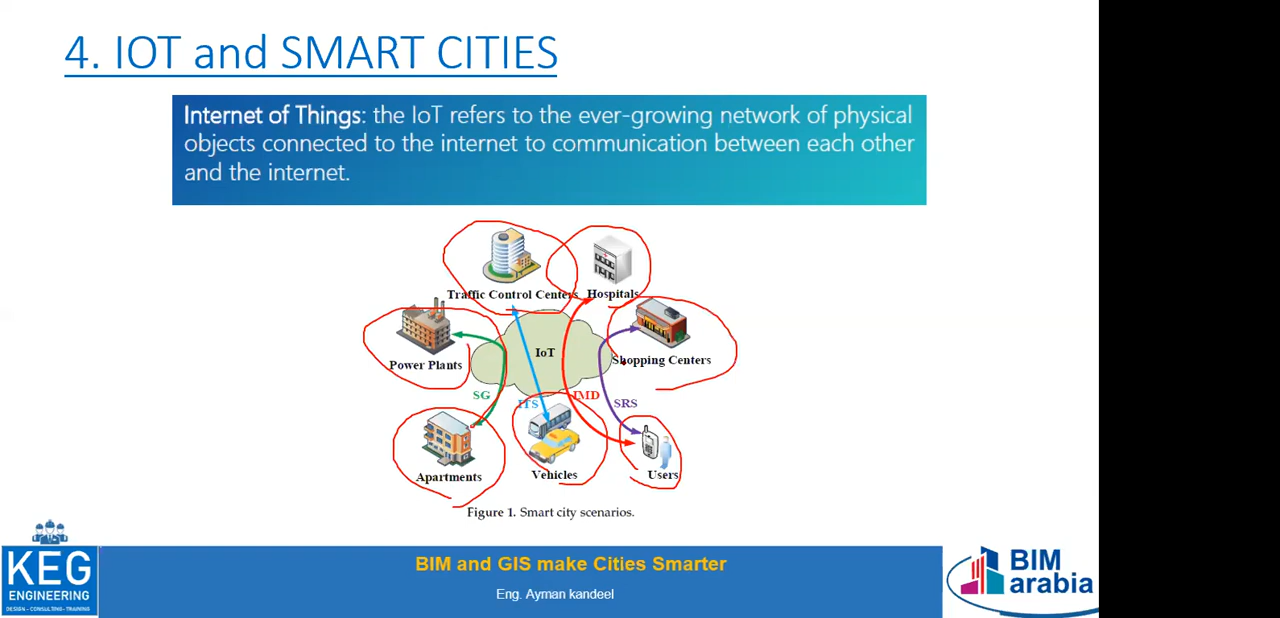 4. IOT and SMART CITIES
Internet of Things: the IoT refers to the ever-growing network of physical
objects connected to the internet to communication between each other
and the internet.
Traffic Control Centers
Hospitals
Power Plants
IoT
Shopping Centers
SG
ITS
IMD
SRS
Apartments
Vehicles
Users
Figure 1. Smart city scenarios.
KEG
ENGINEERING
DESIGN - CONSULTING - TRAINING
BIM and GIS make Cities Smarter
Eng. Ayman kandeel
BIM
arabia